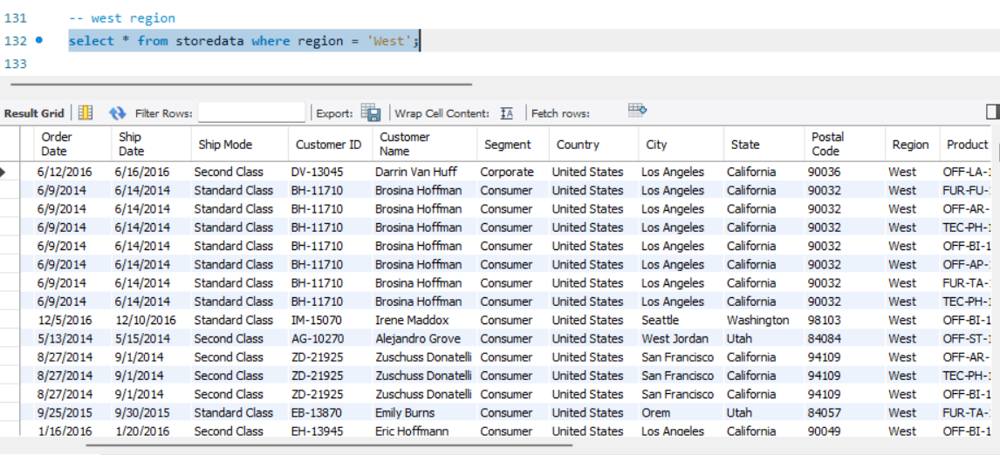 131 -- west region
132 select * from storedata where region = 'West';
133
Result Grid Filter Rows: Export: Wrap Cell Content: IA Fetch rows:
Order Date Ship Date Ship Mode Customer ID Customer Name Segment Country City State Postal Code Region Product
6/12/2016 6/16/2016 Second Class DV-13045 Darrin Van Huff Corporate United States Los Angeles California 90036 West OFF-LA-1
6/9/2014 6/14/2014 Standard Class BH-11710 Brosina Hoffman Consumer United States Los Angeles California 90032 West FUR-FU-
6/9/2014 6/14/2014 Standard Class BH-11710 Brosina Hoffman Consumer United States Los Angeles California 90032 West OFF-AR-
6/9/2014 6/14/2014 Standard Class BH-11710 Brosina Hoffman Consumer United States Los Angeles California 90032 West TEC-PH-
6/9/2014 6/14/2014 Standard Class BH-11710 Brosina Hoffman Consumer United States Los Angeles California 90032 West OFF-BI-1
6/9/2014 6/14/2014 Standard Class BH-11710 Brosina Hoffman Consumer United States Los Angeles California 90032 West OFF-AP-
6/9/2014 6/14/2014 Standard Class BH-11710 Brosina Hoffman Consumer United States Los Angeles California 90032 West FUR-TA-
6/9/2014 6/14/2014 Standard Class BH-11710 Brosina Hoffman Consumer United States Los Angeles California 90032 West TEC-PH-
12/5/2016 12/10/2016 Standard Class IM-15070 Irene Maddox Consumer United States Seattle Washington 98103 West OFF-BI-1
5/13/2014 5/15/2014 Second Class AG-10270 Alejandro Grove Consumer United States West Jordan Utah 84084 West OFF-ST-
8/27/2014 9/1/2014 Second Class ZD-21925 Zuschuss Donatelli Consumer United States San Francisco California 94109 West OFF-AR-
8/27/2014 9/1/2014 Second Class ZD-21925 Zuschuss Donatelli Consumer United States San Francisco California 94109 West TEC-PH-
8/27/2014 9/1/2014 Second Class ZD-21925 Zuschuss Donatelli Consumer United States San Francisco California 94109 West OFF-BI-1
9/25/2015 9/30/2015 Standard Class EB-13870 Emily Burns Consumer United States Orem Utah 84057 West FUR-TA-
1/16/2016 1/20/2016 Second Class EH-13945 Eric Hoffmann Consumer United States Los Angeles California 90049 West OFF-BI-1